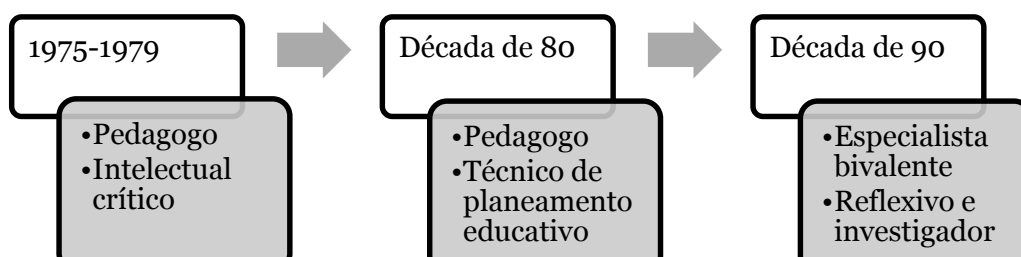 1975-1979
•Pedagogo
•Intelectual
crítico
Década de 80
•Pedagogo
•Técnico de
planeamento
educativo
Década de 90
•Especialista
bivalente
•Reflexivo e
investigador